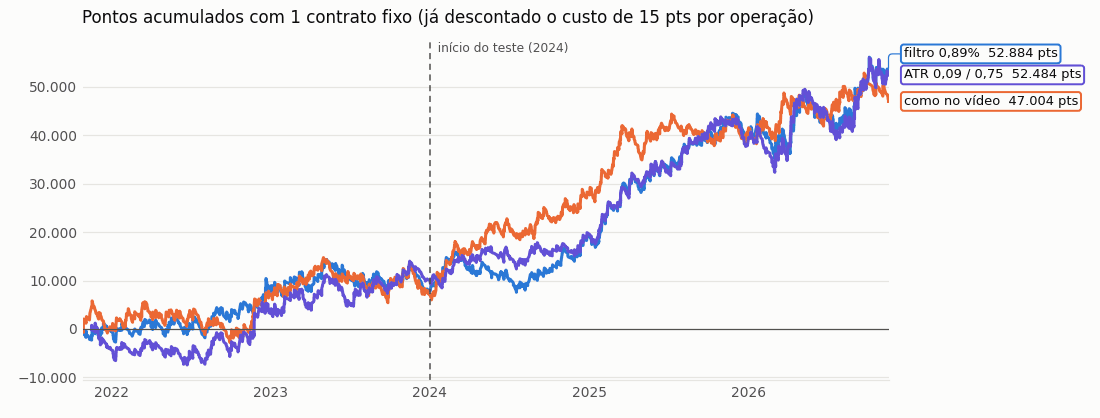 Pontos acumulados com 1 contrato fixo (já descontado o custo de 15 pts por operação)
início do teste (2024)
filtro 0,89%  52.884 pts
ATR 0,09 / 0,75  52.484 pts
como no vídeo  47.004 pts
50.000
40.000
30.000
20.000
10.000
0
−10.000
2022
2023
2024
2025
2026